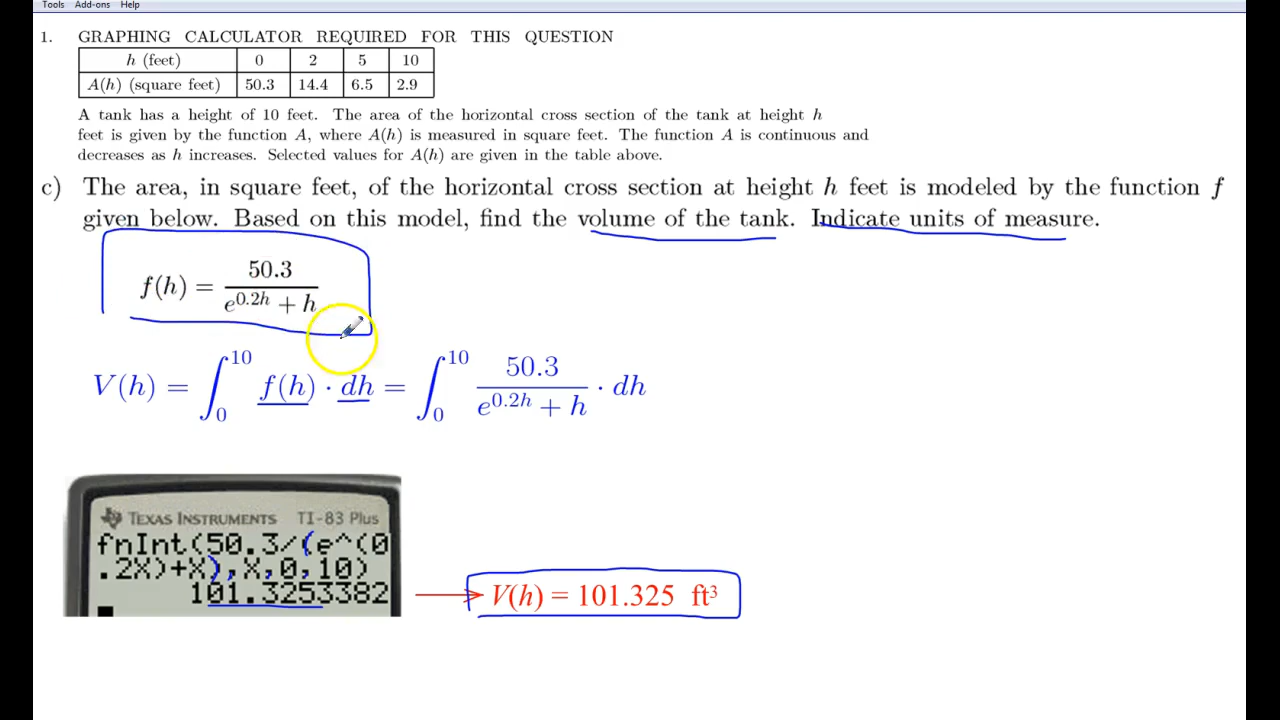 Tools Add-ons Help
1. GRAPHING CALCULATOR REQUIRED FOR THIS QUESTION
h (feet) 0 2 5 10
A(h) (square feet) 50.3 14.4 6.5 2.9
A tank has a height of 10 feet. The area of the horizontal cross section of the tank at height h
feet is given by the function A, where A(h) is measured in square feet. The function A is continuous and
decreases as h increases. Selected values for A(h) are given in the table above.
c) The area, in square feet, of the horizontal cross section at height h feet is modeled by the function f
given below. Based on this model, find the volume of the tank. Indicate units of measure.
f(h) = 50.3 / (e^0.2h + h)
V(h) = ∫_0^10 f(h) · dh = ∫_0^10 50.3 / (e^0.2h + h) · dh
TEXAS INSTRUMENTS TI-83 Plus
fnInt(50.3/(e^(0
.2X)+X),X,0,10)
101.3253382
V(h) = 101.325 ft³